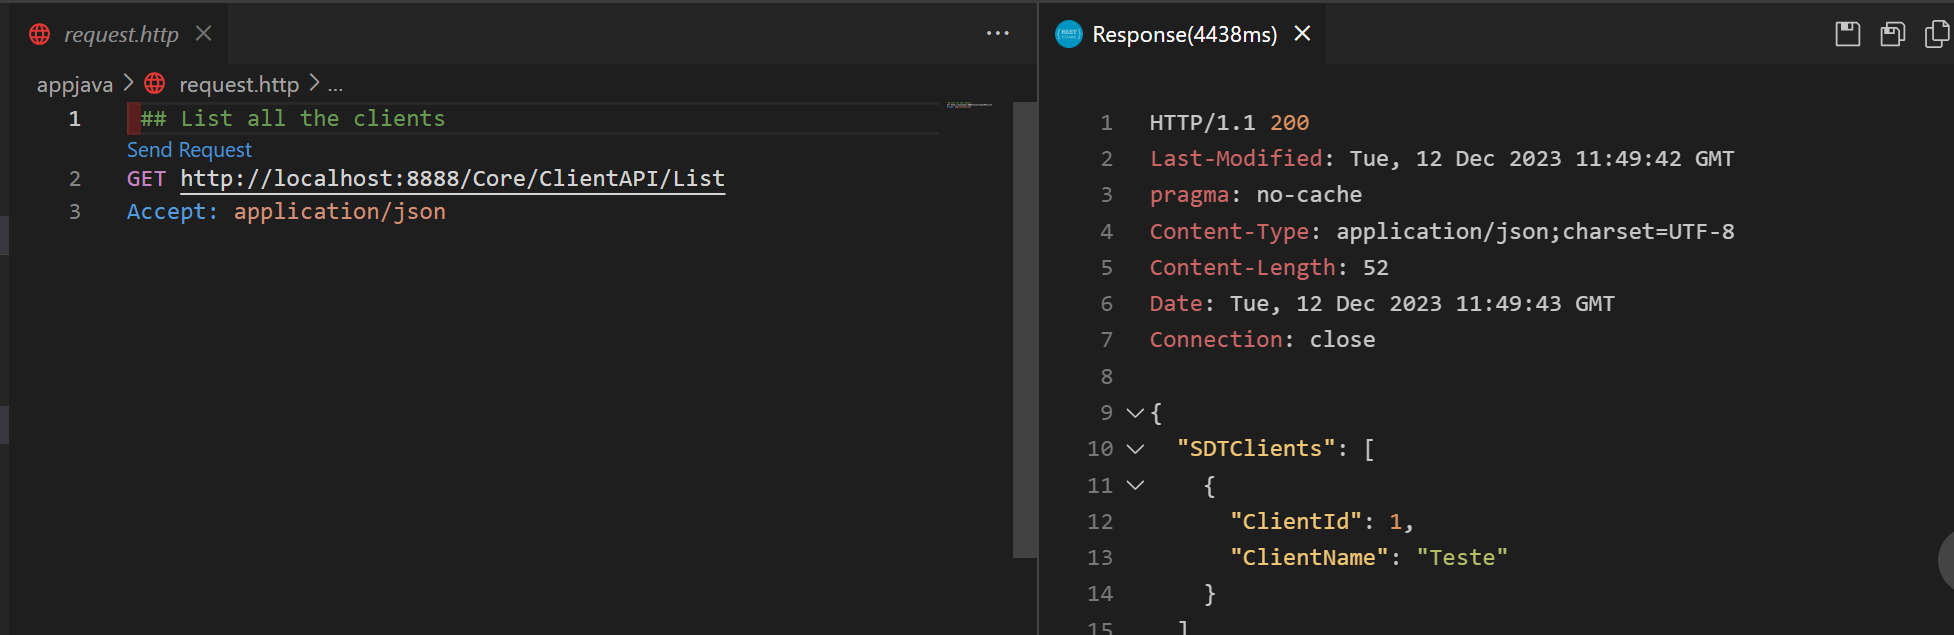 request.http
appjava > request.http > ...
1 ## List all the clients
Send Request
2 GET http://localhost:8888/Core/ClientAPI/List
3 Accept: application/json
REST
Response(4438ms)
1 HTTP/1.1 200
2 Last-Modified: Tue, 12 Dec 2023 11:49:42 GMT
3 pragma: no-cache
4 Content-Type: application/json;charset=UTF-8
5 Content-Length: 52
6 Date: Tue, 12 Dec 2023 11:49:43 GMT
7 Connection: close
8
9 {
10 "SDTClients": [
11 {
12 "ClientId": 1,
13 "ClientName": "Teste"
14 }
15 ]